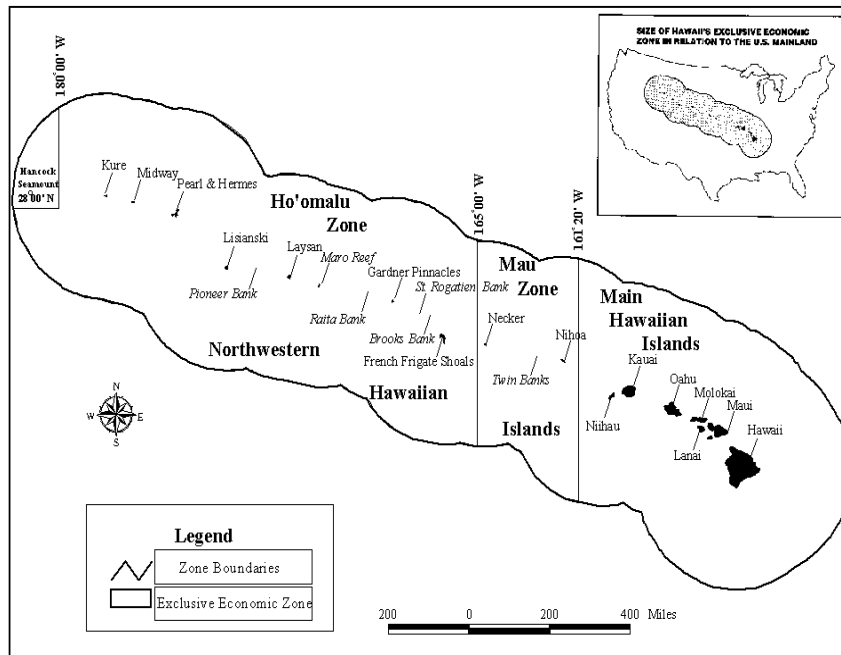 SIZE OF HAWAII'S EXCLUSIVE ECONOMIC
ZONE IN RELATION TO THE U.S. MAINLAND
180°00' W
Hancock
Seamount
28°00' N
Kure
Midway
Pearl & Hermes
Ho'omalu
Zone
165°00' W
161°20' W
Lisianski
Laysan
Maro Reef
Pioneer Bank
Gardner Pinnacles
St Rogatien Bank
Raita Bank
Brooks Bank
French Frigate Shoals
Mau
Zone
Necker
Nihoa
Twin Banks
Main
Hawaiian
Islands
Northwestern
Hawaiian
Islands
Kauai
Niihau
Oahu
Molokai
Maui
Lanai
Hawaii
N
W E
S
Legend
Zone Boundaries
Exclusive Economic Zone
200 0 200 400 Miles